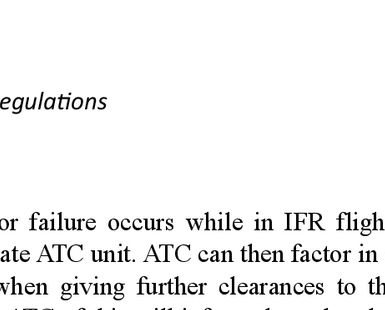 egulations
or failure occurs while in IFR fligh
ate ATC unit. ATC can then factor in
when giving further clearances to th